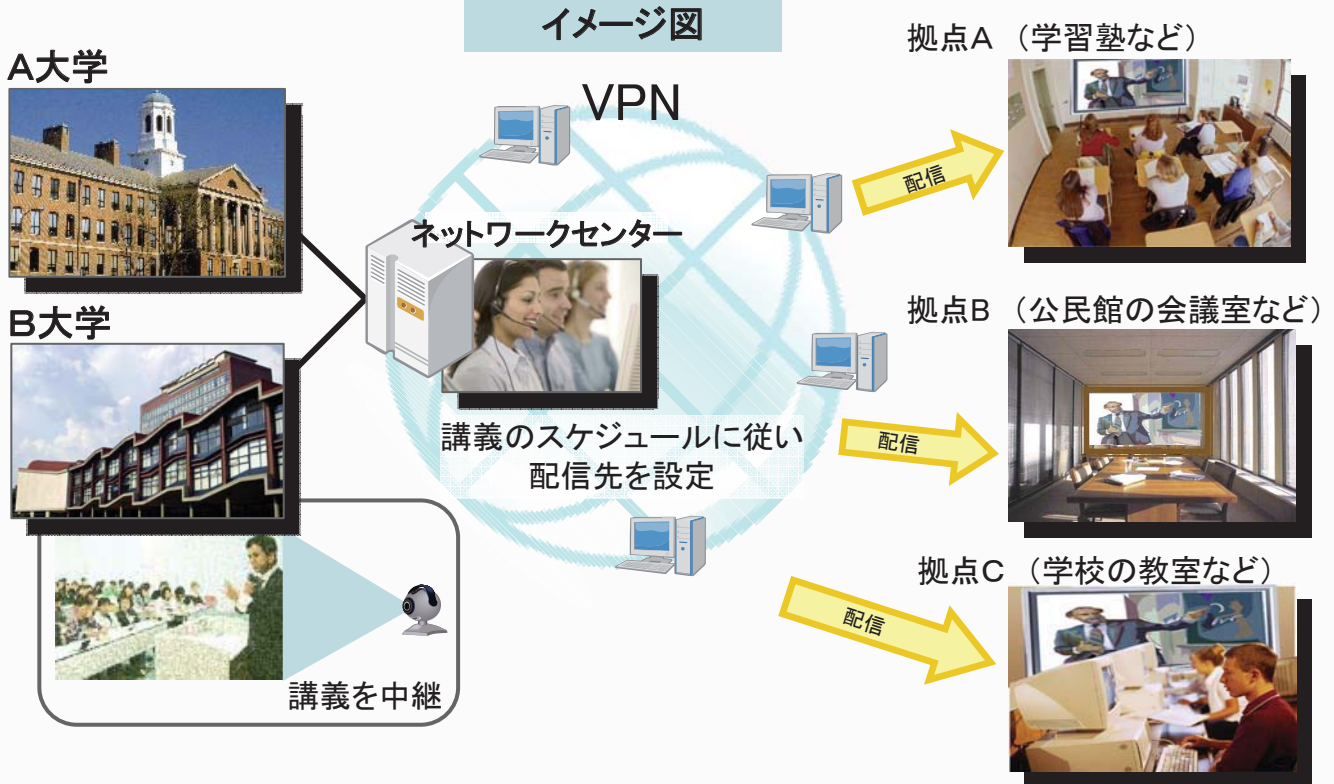 イメージ図
A大学
B大学
講義を中継
VPN
ネットワークセンター
講義のスケジュールに従い
配信先を設定
配信
拠点A （学習塾など）
配信
拠点B （公民館の会議室など）
配信
拠点C （学校の教室など）